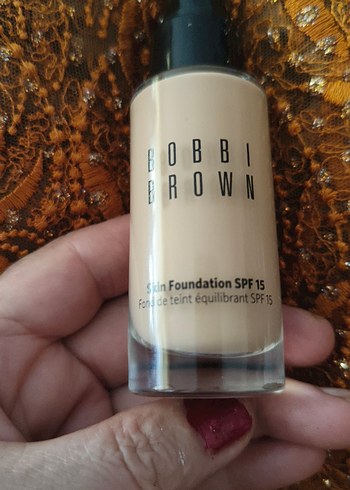 BOBBI
BROWN
Skin Foundation SPF 15
Fond de teint équilibrant SPF 15